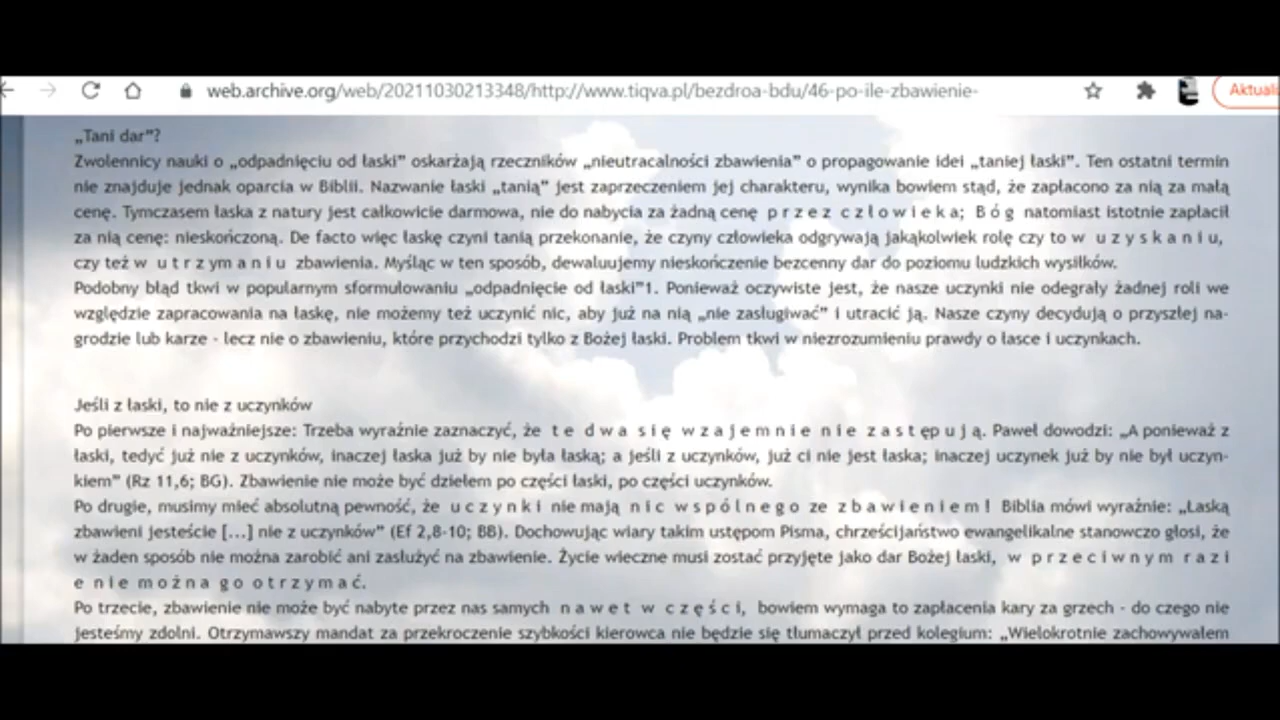 web.archive.org/web/20211030213348/http://www.tiqva.pl/bezdroa-bdu/46-po-ile-zbawienie-
Aktuali
„Tani dar”?
Zwolennicy nauki o „odpadnięciu od łaski” oskarżają rzeczników „nieutracalności zbawienia” o propagowanie idei „taniej łaski”. Ten ostatni termin
nie znajduje jednak oparcia w Biblii. Nazwanie łaski „tanią” jest zaprzeczeniem jej charakteru, wynika bowiem stąd, że zapłacono za nią za małą
cenę. Tymczasem łaska z natury jest całkowicie darmowa, nie do nabycia za żadną cenę p r z e z c z ł o w i e k a; B ó g natomiast istotnie zapłacił
za nią cenę: nieskończoną. De facto więc łaskę czyni tanią przekonanie, że czyny człowieka odgrywają jakąkolwiek rolę czy to w u z y s k a n i u,
czy też w u t r z y m a n i u zbawienia. Myśląc w ten sposób, dewaluujemy nieskończenie bezcenny dar do poziomu ludzkich wysiłków.
Podobny błąd tkwi w popularnym sformułowaniu „odpadnięcie od łaski”1. Ponieważ oczywiste jest, że nasze uczynki nie odegrały żadnej roli we
względzie zapracowania na łaskę, nie możemy też uczynić nic, aby już na nią „nie zasługiwać” i utracić ją. Nasze czyny decydują o przyszłej na-
grodzie lub karze - lecz nie o zbawieniu, które przychodzi tylko z Bożej łaski. Problem tkwi w niezrozumieniu prawdy o łasce i uczynkach.
Jeśli z łaski, to nie z uczynków
Po pierwsze i najważniejsze: Trzeba wyraźnie zaznaczyć, że t e d w a s i ę w z a j e m n i e n i e z a s t ę p u j ą. Paweł dowodzi: „A ponieważ z
łaski, tedyć już nie z uczynków, inaczej łaska już by nie była łaską; a jeśli z uczynków, już ci nie jest łaska; inaczej uczynek już by nie był uczyn-
kiem” (Rz 11,6; BG). Zbawienie nie może być dziełem po części łaski, po części uczynków.
Po drugie, musimy mieć absolutną pewność, że u c z y n k i nie mają n i c w s p ó l n e g o ze z b a w i e n i e m ! Biblia mówi wyraźnie: „Łaską
zbawieni jesteście [...] nie z uczynków” (Ef 2,8-10; BB). Dochowując wiary takim ustępom Pisma, chrześcijaństwo ewangelikalne stanowczo głosi, że
w żaden sposób nie można zarobić ani zasłużyć na zbawienie. Życie wieczne musi zostać przyjęte jako dar Bożej łaski, w p r z e c i w n y m r a z i
e n i e m o ż n a g o o t r z y m a ć.
Po trzecie, zbawienie nie może być nabyte przez nas samych n a w e t w c z ę ś c i, bowiem wymaga to zapłacenia kary za grzech - do czego nie
jesteśmy zdolni. Otrzymawszy mandat za przekroczenie szybkości kierowca nie będzie się tłumaczył przed kolegium: „Wielokrotnie zachowywałem